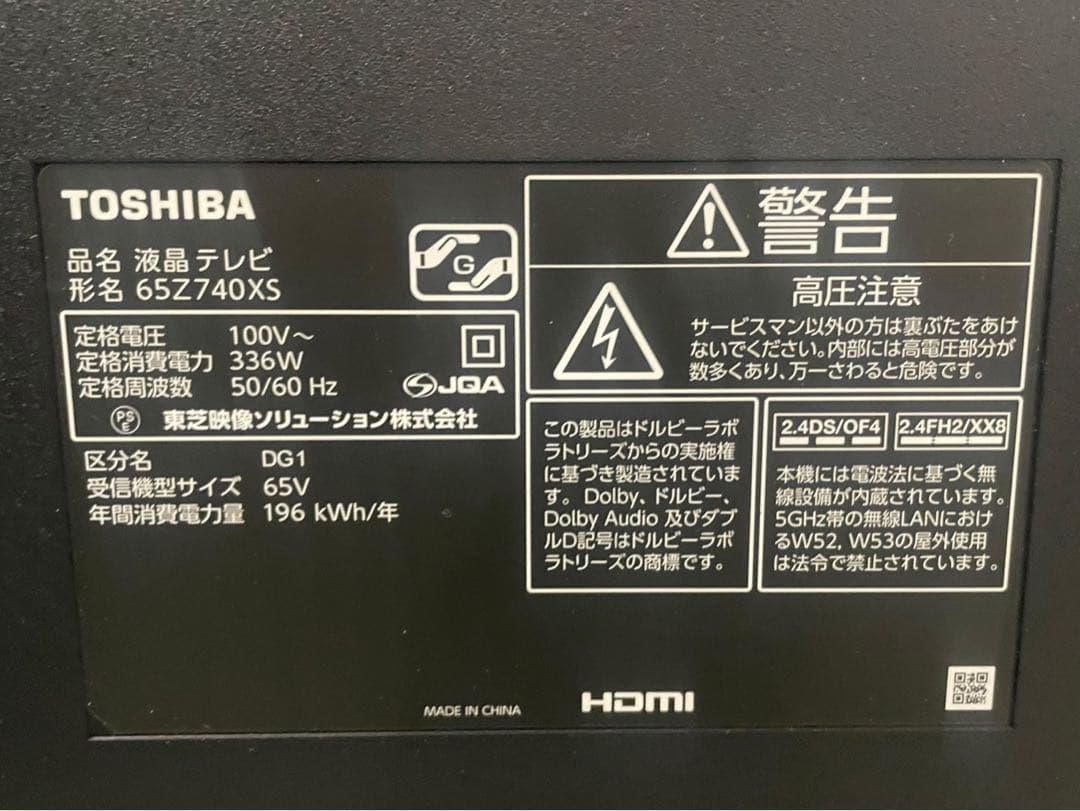 TOSHIBA
品名 液晶テレビ
形名 65Z740XS
G
定格電圧 100V～
定格消費電力 336W
定格周波数 50/60 Hz
JQA
PSE 東芝映像ソリューション株式会社
区分名 DG1
受信機型サイズ 65V
年間消費電力量 196 kWh/年
警告
高圧注意
サービスマン以外の方は裏ぶたをあけ
ないでください。内部には高電圧部分が
数多くあり、万一さわると危険です。
この製品はドルビーラボ
ラトリーズからの実施権
に基づき製造されていま
す。Dolby、ドルビー、
Dolby Audio 及びダブ
ルD記号はドルビーラボ
ラトリーズの商標です。
2.4DS/OF4 2.4FH2/XX8
本機には電波法に基づく無
線設備が内蔵されています。
5GHz帯の無線LANにおけ
るW52, W53の屋外使用
は法令で禁止されています。
MADE IN CHINA
HDMI